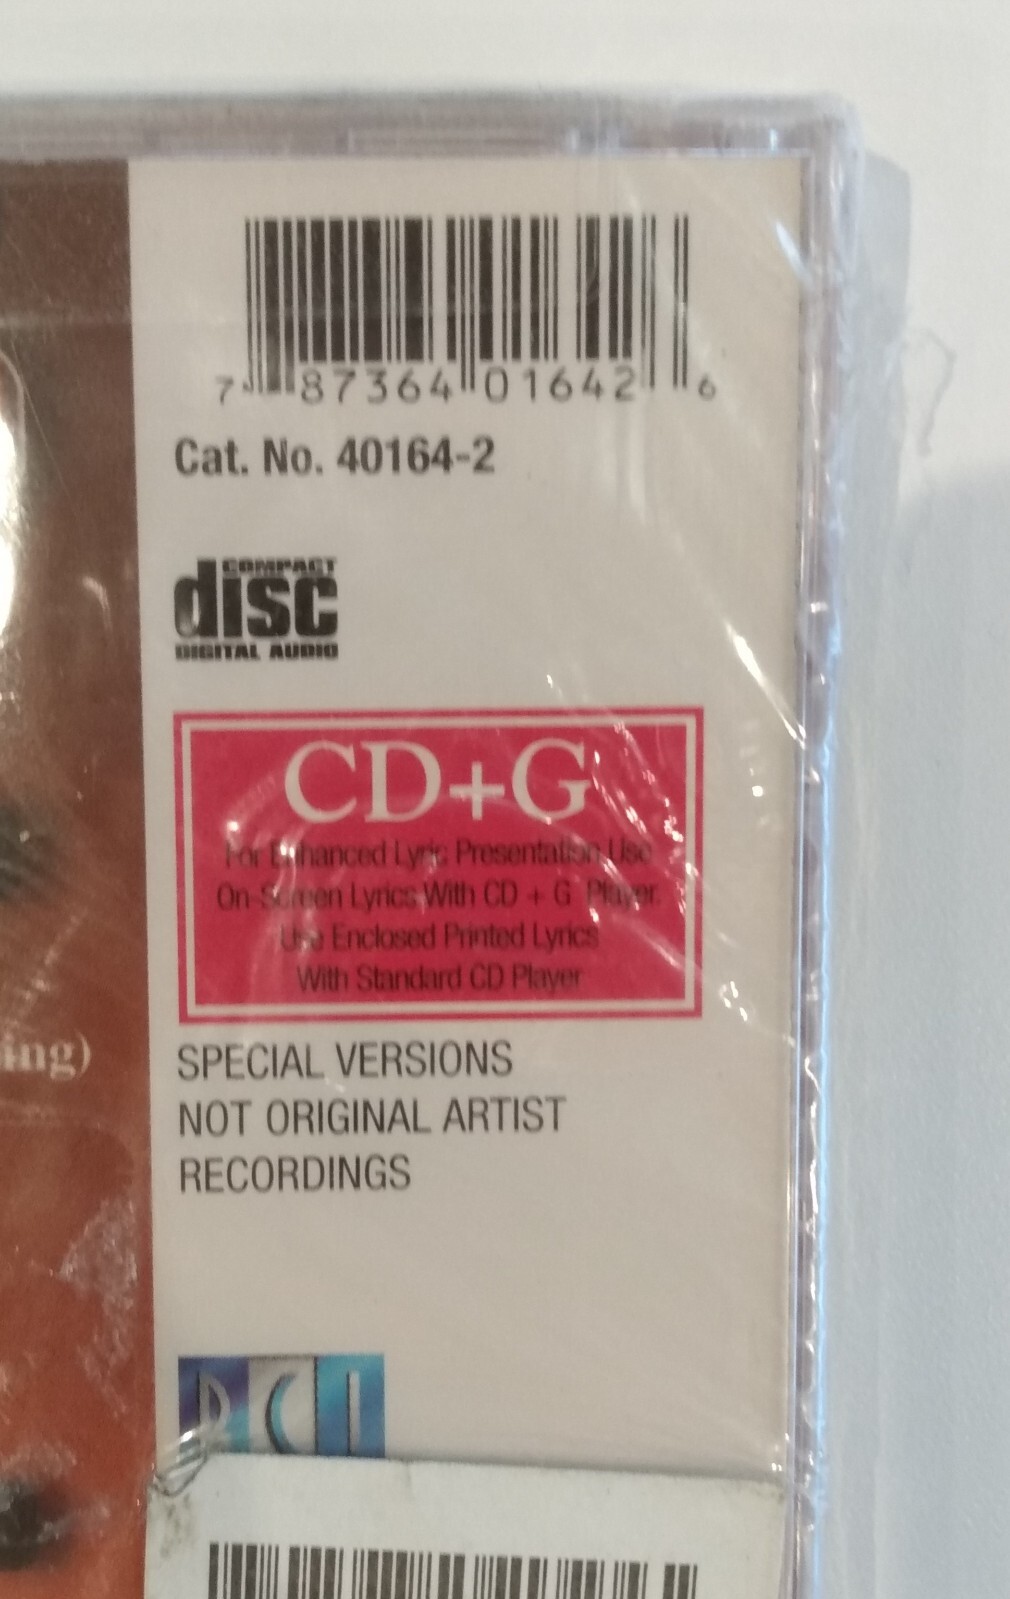 7 87364 01642 6
Cat. No. 40164-2
COMPACT
disc
DIGITAL AUDIO
CD+G
For Enhanced Lyric Presentation Use
On-Screen Lyrics With CD + G Player.
Use Enclosed Printed Lyrics
With Standard CD Player
ing)
SPECIAL VERSIONS
NOT ORIGINAL ARTIST
RECORDINGS